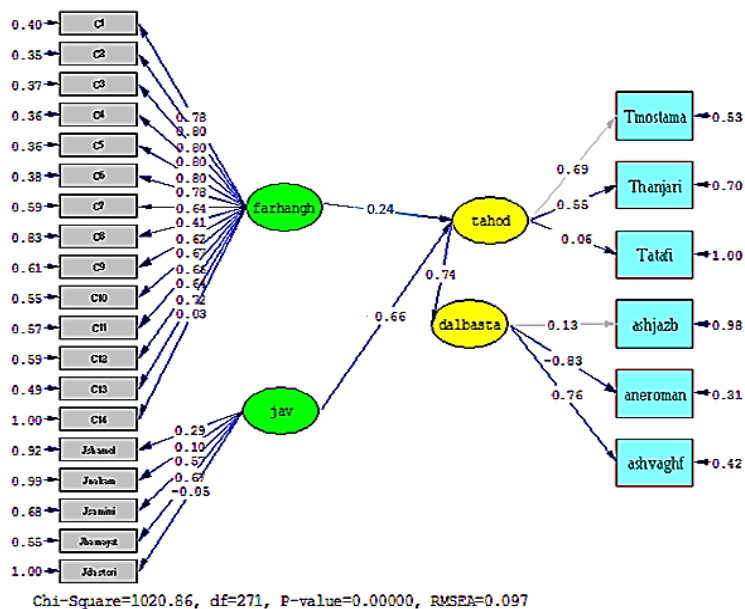 0.40 C1
0.35 C2
0.37 C3
0.36 C4
0.36 C5
0.38 C6
0.59 C7
0.83 C8
0.61 C9
0.55 C10
0.57 C11
0.59 C12
0.49 C13
1.00 C14
0.92
0.99
0.68
0.55
1.00
0.78
0.80
0.80
0.80
0.80
0.78
0.64
0.41
0.62
0.67
0.66
0.64
0.72
0.03
farhangh
0.24
jav
0.66
0.29
0.10
0.57
0.67
-0.05
tahod
0.74
dalbasta
0.69
0.55
0.06
0.13
-0.83
0.76
Tmostama 0.53
Thanjari 0.70
Tatafi 1.00
ashjazb 0.98
aneroman 0.31
ashvaghf 0.42
Chi-Square=1020.86, df=271, P-value=0.00000, RMSEA=0.097